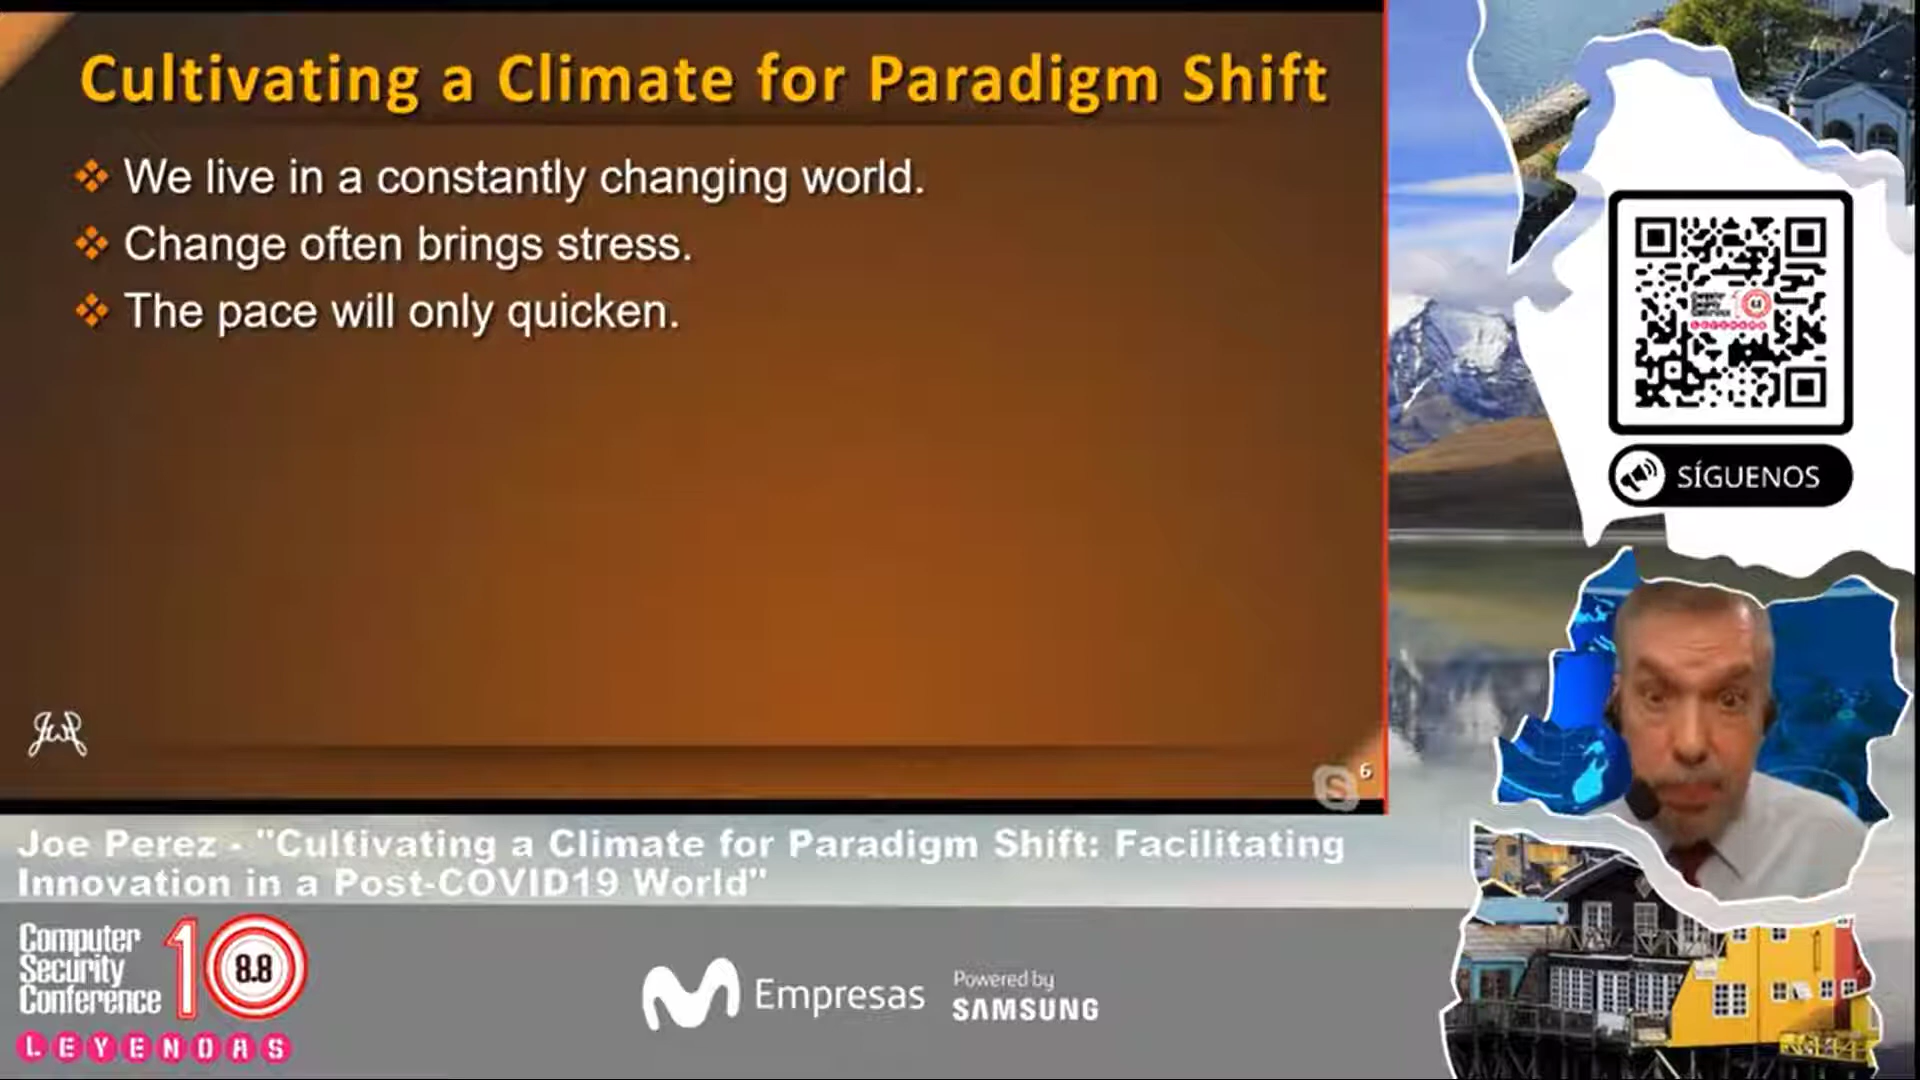 Cultivating a Climate for Paradigm Shift
We live in a constantly changing world.
Change often brings stress.
The pace will only quicken.
JWP
S
6
SÍGUENOS
Joe Perez - "Cultivating a Climate for Paradigm Shift: Facilitating
Innovation in a Post-COVID19 World"
Computer
Security
Conference
10
8.8
LEYENDAS
Empresas
Powered by
SAMSUNG